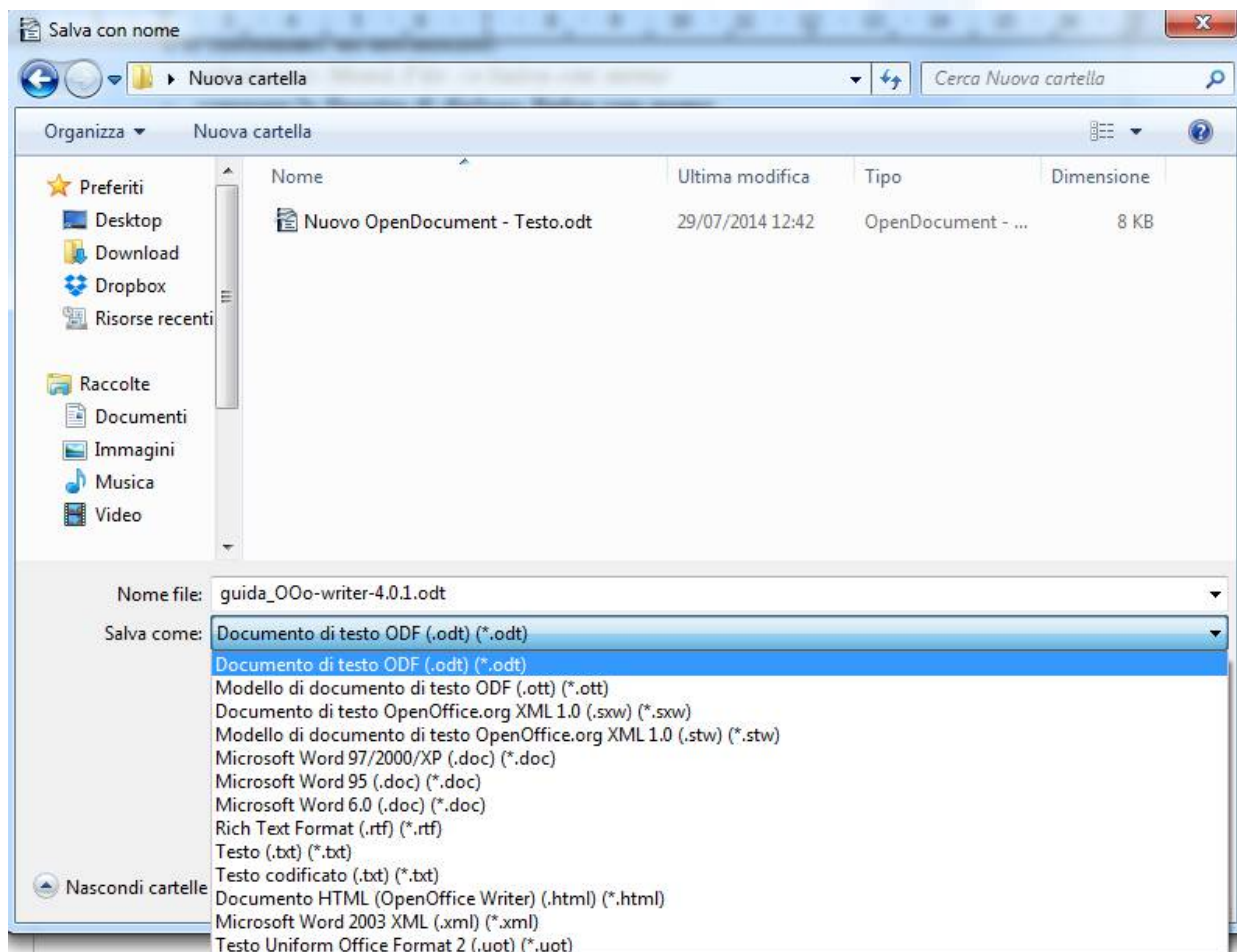 Salva con nome
Nuova cartella
Cerca Nuova cartella
Organizza
Nuova cartella
Nome
Ultima modifica
Tipo
Dimensione
Nuovo OpenDocument - Testo.odt
29/07/2014 12:42
OpenDocument - ...
8 KB
Preferiti
Desktop
Download
Dropbox
Risorse recenti
Raccolte
Documenti
Immagini
Musica
Video
Nome file: guida_OOo-writer-4.0.1.odt
Salva come: Documento di testo ODF (.odt) (*.odt)
Documento di testo ODF (.odt) (*.odt)
Modello di documento di testo ODF (.ott) (*.ott)
Documento di testo OpenOffice.org XML 1.0 (.sxw) (*.sxw)
Modello di documento di testo OpenOffice.org XML 1.0 (.stw) (*.stw)
Microsoft Word 97/2000/XP (.doc) (*.doc)
Microsoft Word 95 (.doc) (*.doc)
Microsoft Word 6.0 (.doc) (*.doc)
Rich Text Format (.rtf) (*.rtf)
Testo (.txt) (*.txt)
Testo codificato (.txt) (*.txt)
Documento HTML (OpenOffice Writer) (.html) (*.html)
Microsoft Word 2003 XML (.xml) (*.xml)
Testo Uniform Office Format 2 (.uot) (*.uot)
Nascondi cartelle